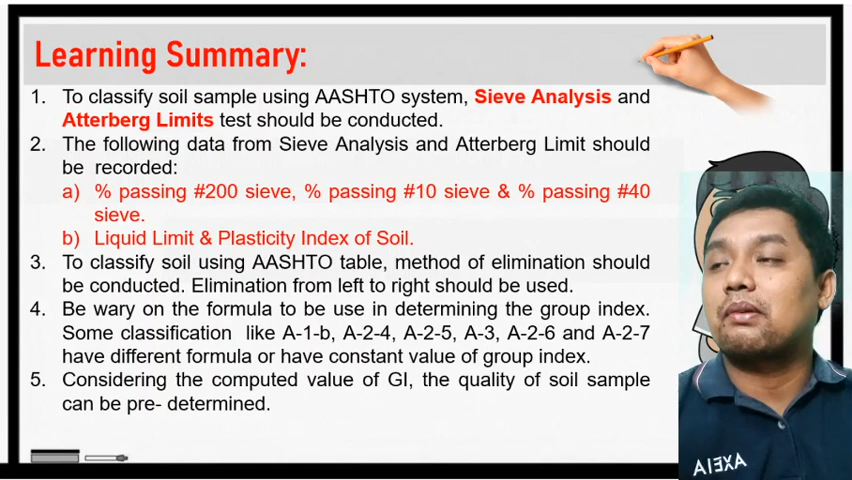 Learning Summary:
1. To classify soil sample using AASHTO system, Sieve Analysis and
Atterberg Limits test should be conducted.
2. The following data from Sieve Analysis and Atterberg Limit should
be recorded:
a) % passing #200 sieve, % passing #10 sieve & % passing #40
sieve.
b) Liquid Limit & Plasticity Index of Soil.
3. To classify soil using AASHTO table, method of elimination should
be conducted. Elimination from left to right should be used.
4. Be wary on the formula to be use in determining the group index.
Some classification like A-1-b, A-2-4, A-2-5, A-3, A-2-6 and A-2-7
have different formula or have constant value of group index.
5. Considering the computed value of GI, the quality of soil sample
can be pre- determined.
AXEIA